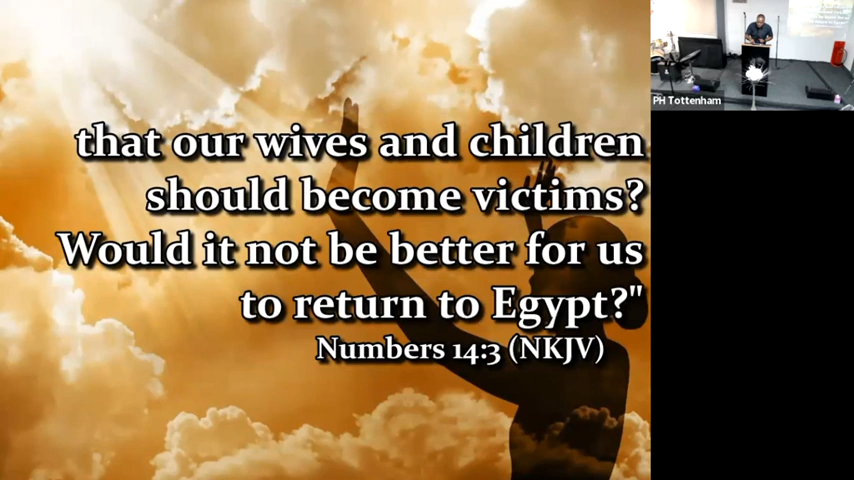 that our wives and children
should become victims?
Would it not be better for us
to return to Egypt?"
Numbers 14:3 (NKJV)
PH Tottenham